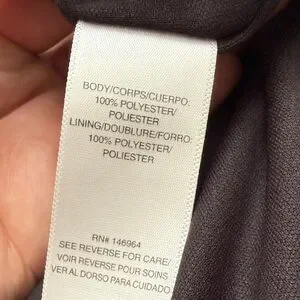 BODY/CORPS/CUERPO:
100% POLYESTER/
POLIESTER
LINING/DOUBLURE/FORRO:
100% POLYESTER/
POLIESTER
RN# 146964
SEE REVERSE FOR CARE/
VOIR REVERSE POUR SOINS
VER AL DORSO PARA CUIDADO